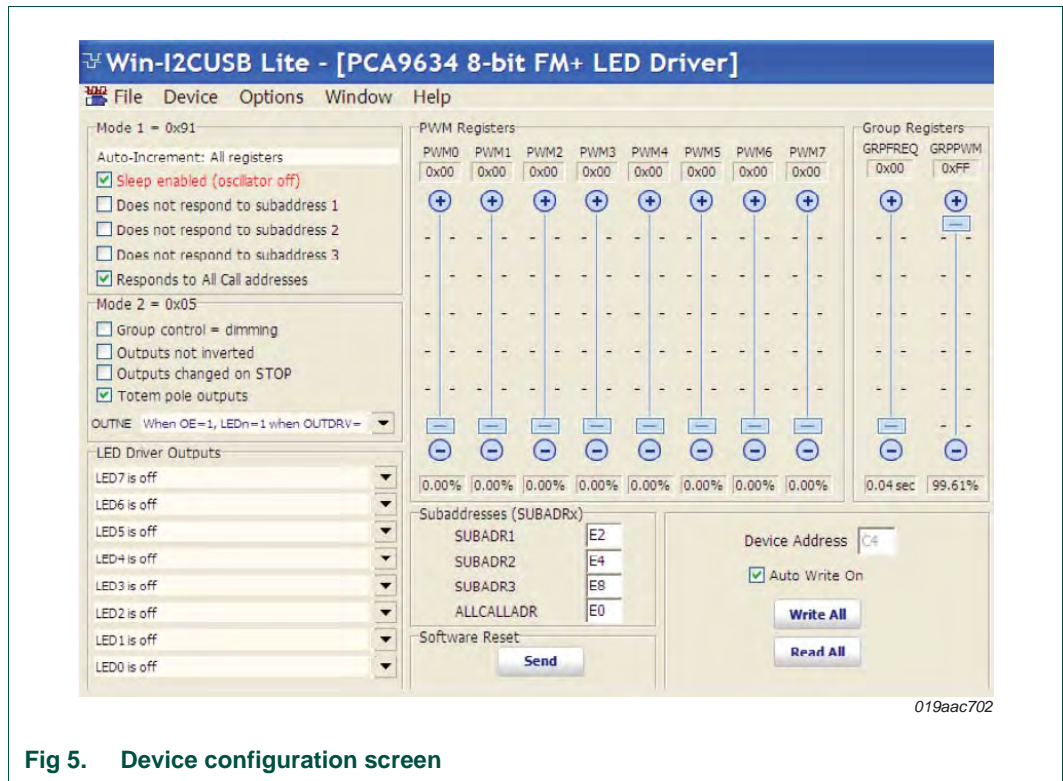 Win-I2CUSB Lite - [PCA9634 8-bit FM+ LED Driver]
File Device Options Window Help
Mode 1 = 0x91
Auto-Increment: All registers
Sleep enabled (oscillator off)
Does not respond to subaddress 1
Does not respond to subaddress 2
Does not respond to subaddress 3
Responds to All Call addresses
Mode 2 = 0x05
Group control = dimming
Outputs not inverted
Outputs changed on STOP
Totem pole outputs
OUTNE When OE=1, LEDn=1 when OUTDRV=
LED Driver Outputs
LED7 is off
LED6 is off
LED5 is off
LED4 is off
LED3 is off
LED2 is off
LED1 is off
LED0 is off
PWM Registers
PWM0 PWM1 PWM2 PWM3 PWM4 PWM5 PWM6 PWM7
0x00 0x00 0x00 0x00 0x00 0x00 0x00 0x00
0.00% 0.00% 0.00% 0.00% 0.00% 0.00% 0.00% 0.00%
Group Registers
GRPFREQ GRPPWM
0x00 0xFF
0.04 sec 99.61%
Subaddresses (SUBADRx)
SUBADR1 E2
SUBADR2 E4
SUBADR3 E8
ALLCALLADR E0
Software Reset
Send
Device Address C4
Auto Write On
Write All
Read All
019aac702
Fig 5. Device configuration screen